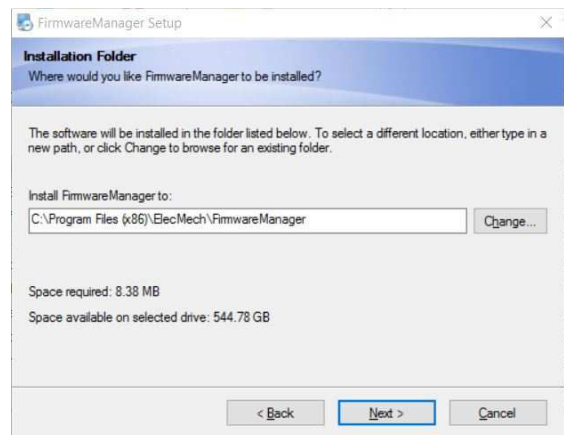 FirmwareManager Setup
Installation Folder
Where would you like FirmwareManager to be installed?
The software will be installed in the folder listed below. To select a different location, either type in a
new path, or click Change to browse for an existing folder.
Install FirmwareManager to:
C:\Program Files (x86)\ElecMech\FirmwareManager
Change...
Space required: 8.38 MB
Space available on selected drive: 544.78 GB
< Back
Next >
Cancel